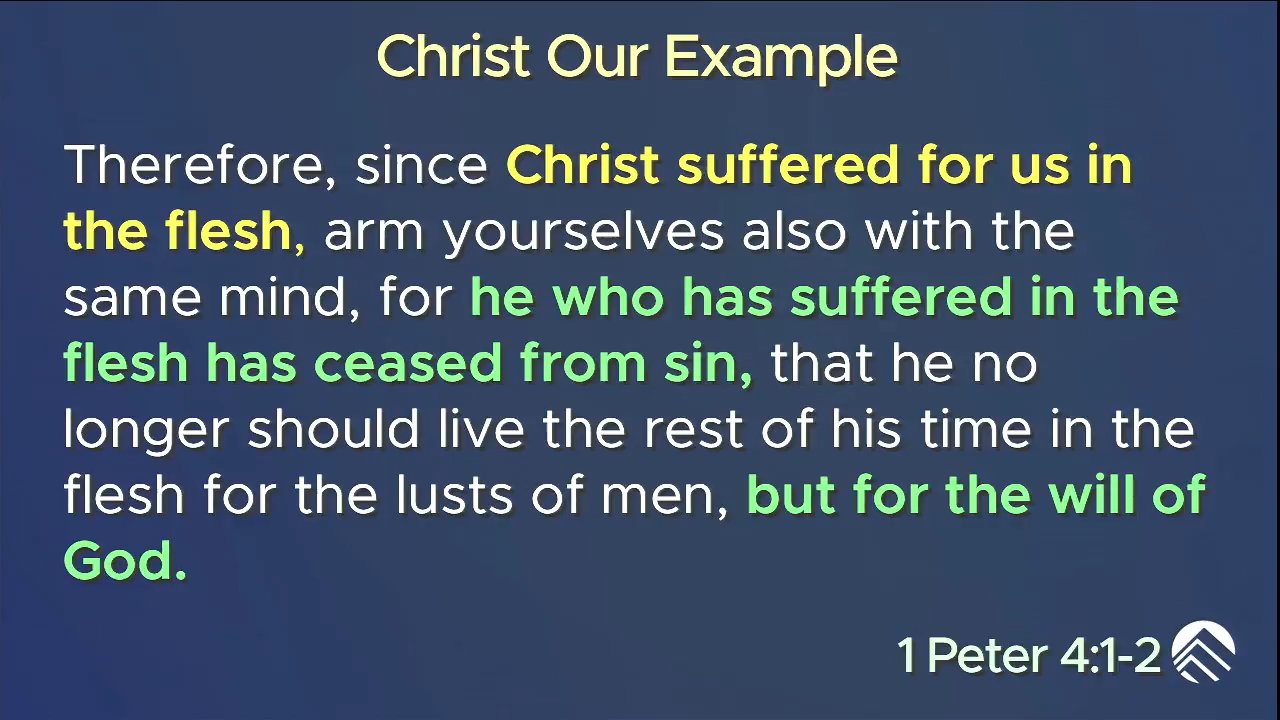 Christ Our Example
Therefore, since Christ suffered for us in
the flesh, arm yourselves also with the
same mind, for he who has suffered in the
flesh has ceased from sin, that he no
longer should live the rest of his time in the
flesh for the lusts of men, but for the will of
God.
1 Peter 4:1-2